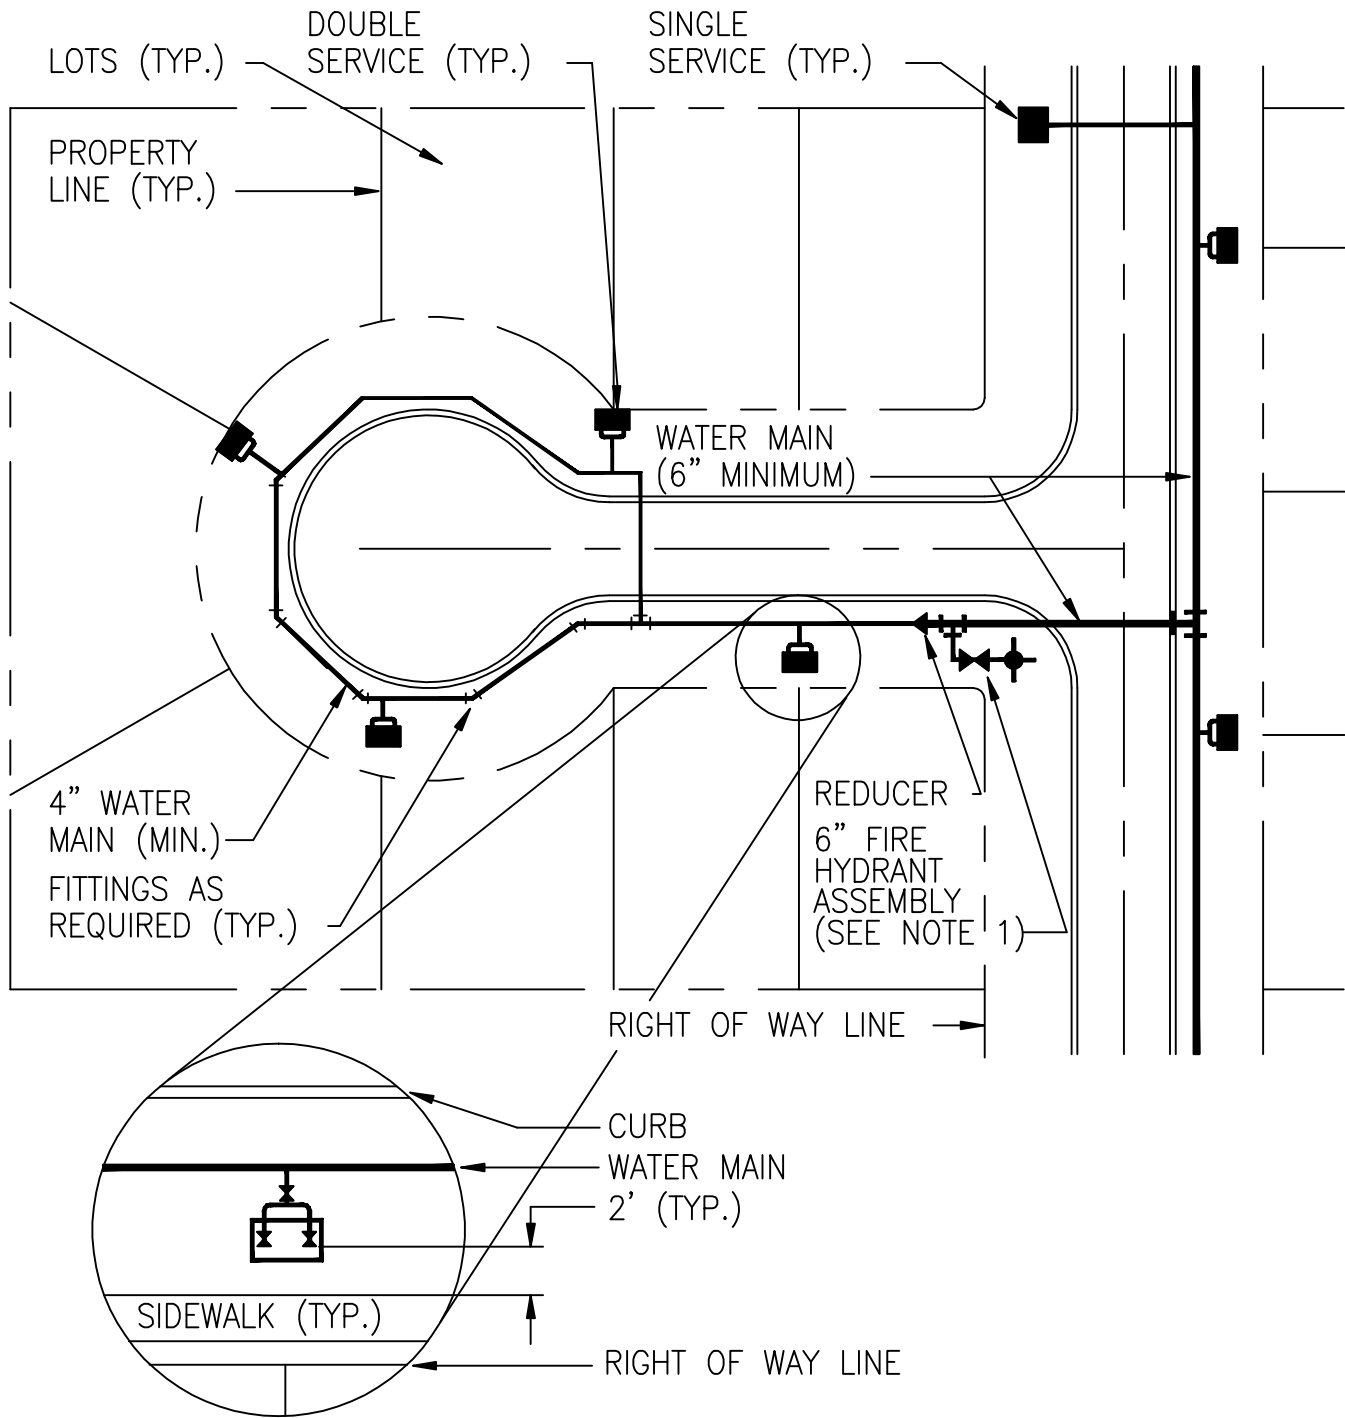 LOTS (TYP.)
DOUBLE
SERVICE (TYP.)
SINGLE
SERVICE (TYP.)
PROPERTY
LINE (TYP.)
WATER MAIN
(6" MINIMUM)
4" WATER
MAIN (MIN.)
FITTINGS AS
REQUIRED (TYP.)
REDUCER
6" FIRE
HYDRANT
ASSEMBLY
(SEE NOTE 1)
RIGHT OF WAY LINE
CURB
WATER MAIN
2' (TYP.)
SIDEWALK (TYP.)
RIGHT OF WAY LINE